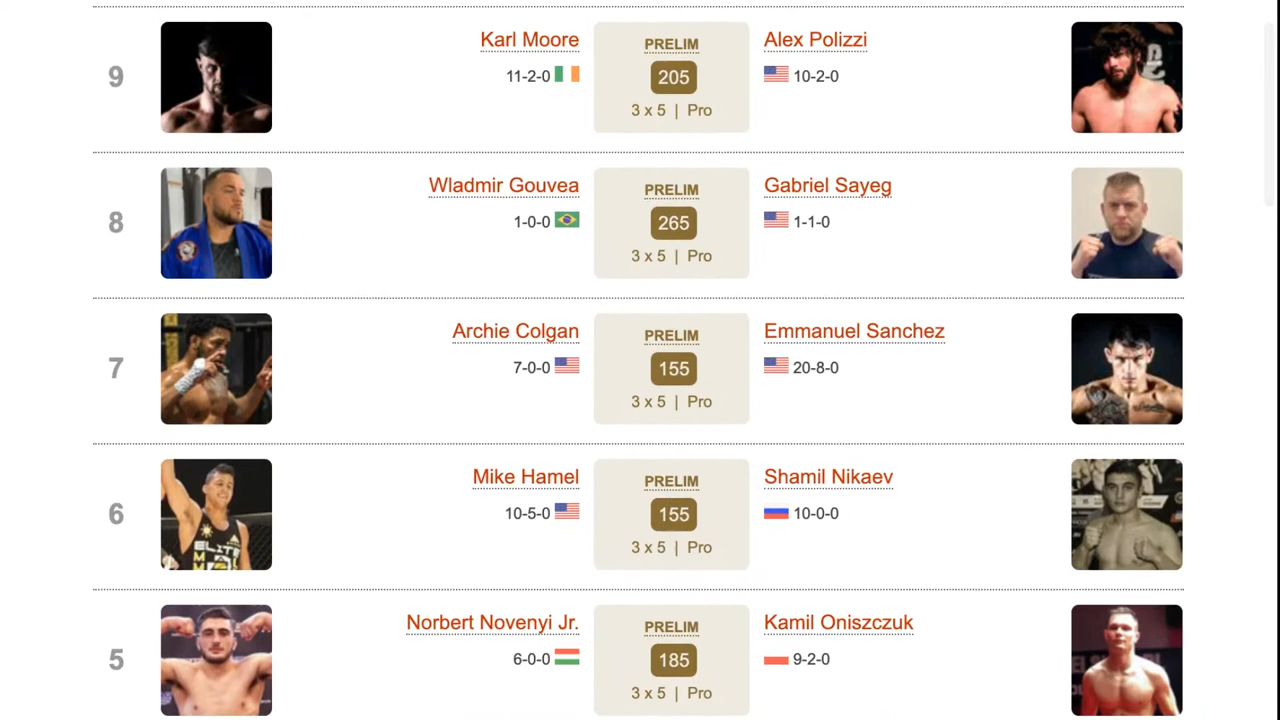 9
Karl Moore
11-2-0
PRELIM
205
3 x 5 | Pro
Alex Polizzi
10-2-0
8
Wladmir Gouvea
1-0-0
PRELIM
265
3 x 5 | Pro
Gabriel Sayeg
1-1-0
7
Archie Colgan
7-0-0
PRELIM
155
3 x 5 | Pro
Emmanuel Sanchez
20-8-0
6
Mike Hamel
10-5-0
PRELIM
155
3 x 5 | Pro
Shamil Nikaev
10-0-0
ELITE
5
Norbert Novenyi Jr.
6-0-0
PRELIM
185
3 x 5 | Pro
Kamil Oniszczuk
9-2-0